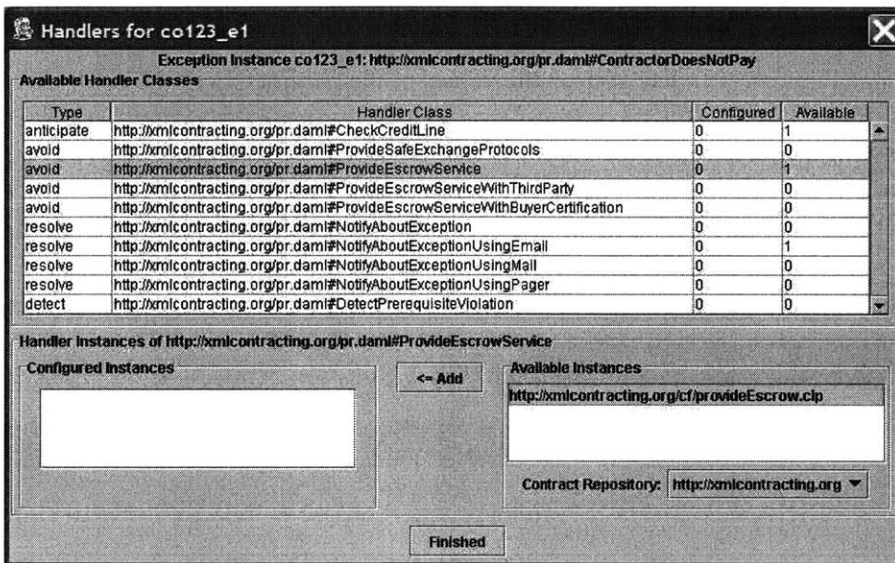 Handlers for co123_e1
Exception Instance co123_e1: http://xmlcontracting.org/pr.daml#ContractorDoesNotPay
Available Handler Classes
Type Handler Class Configured Available
anticipate http://xmlcontracting.org/pr.daml#CheckCreditLine 0 1
avoid http://xmlcontracting.org/pr.daml#ProvideSafeExchangeProtocols 0 0
avoid http://xmlcontracting.org/pr.daml#ProvideEscrowService 0 1
avoid http://xmlcontracting.org/pr.daml#ProvideEscrowServiceWithThirdParty 0 0
avoid http://xmlcontracting.org/pr.daml#ProvideEscrowServiceWithBuyerCertification 0 0
resolve http://xmlcontracting.org/pr.daml#NotifyAboutException 0 0
resolve http://xmlcontracting.org/pr.daml#NotifyAboutExceptionUsingEmail 0 1
resolve http://xmlcontracting.org/pr.daml#NotifyAboutExceptionUsingMail 0 0
resolve http://xmlcontracting.org/pr.daml#NotifyAboutExceptionUsingPager 0 0
detect http://xmlcontracting.org/pr.daml#DetectPrerequisiteViolation 0 0
Handler Instances of http://xmlcontracting.org/pr.daml#ProvideEscrowService
Configured Instances
<= Add
Available Instances
http://xmlcontracting.org/cf/provideEscrow.clp
Contract Repository: http://xmlcontracting.org
Finished